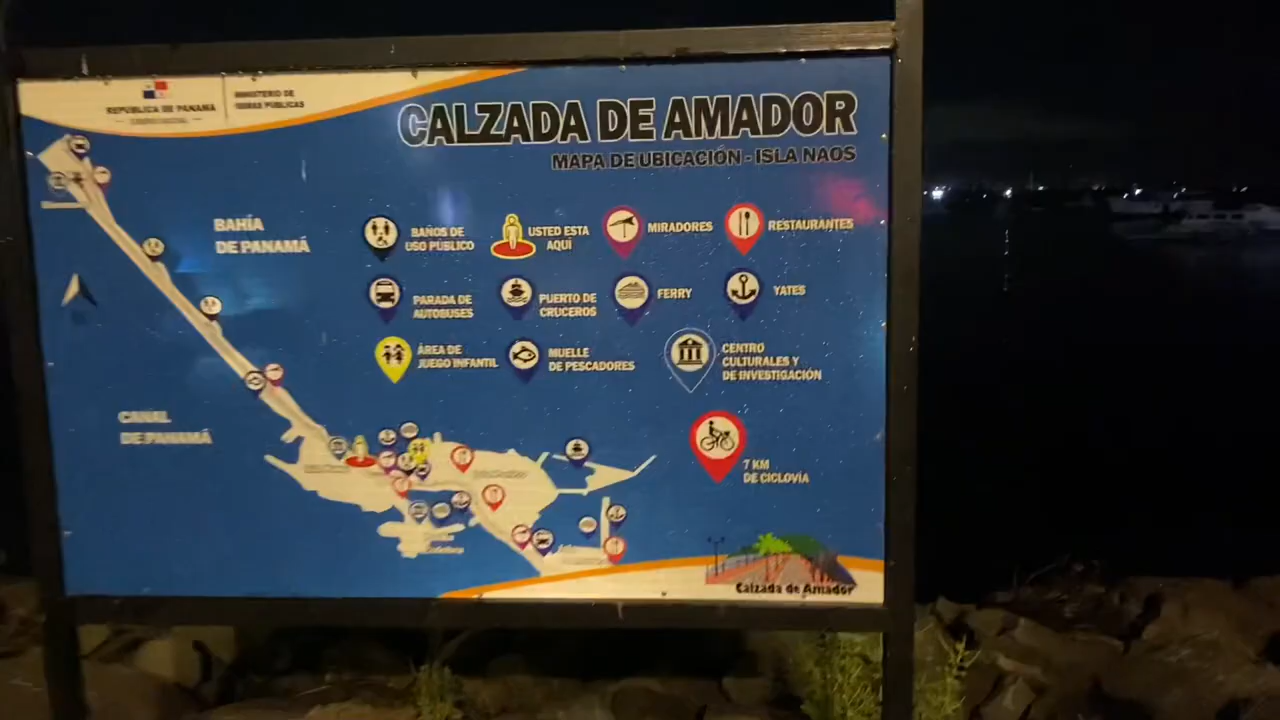 REPÚBLICA DE PANAMÁ
MINISTERIO DE
OBRAS PÚBLICAS
CALZADA DE AMADOR
MAPA DE UBICACIÓN - ISLA NAOS
BAHÍA
DE PANAMÁ
BAÑOS DE
USO PÚBLICO
USTED ESTA
AQUÍ
MIRADORES
RESTAURANTES
PARADA DE
AUTOBUSES
PUERTO DE
CRUCEROS
FERRY
YATES
ÁREA DE
JUEGO INFANTIL
MUELLE
DE PESCADORES
CENTRO
CULTURALES Y
DE INVESTIGACIÓN
CANAL
DE PANAMÁ
7 KM
DE CICLOVÍA
Calzada de Amador